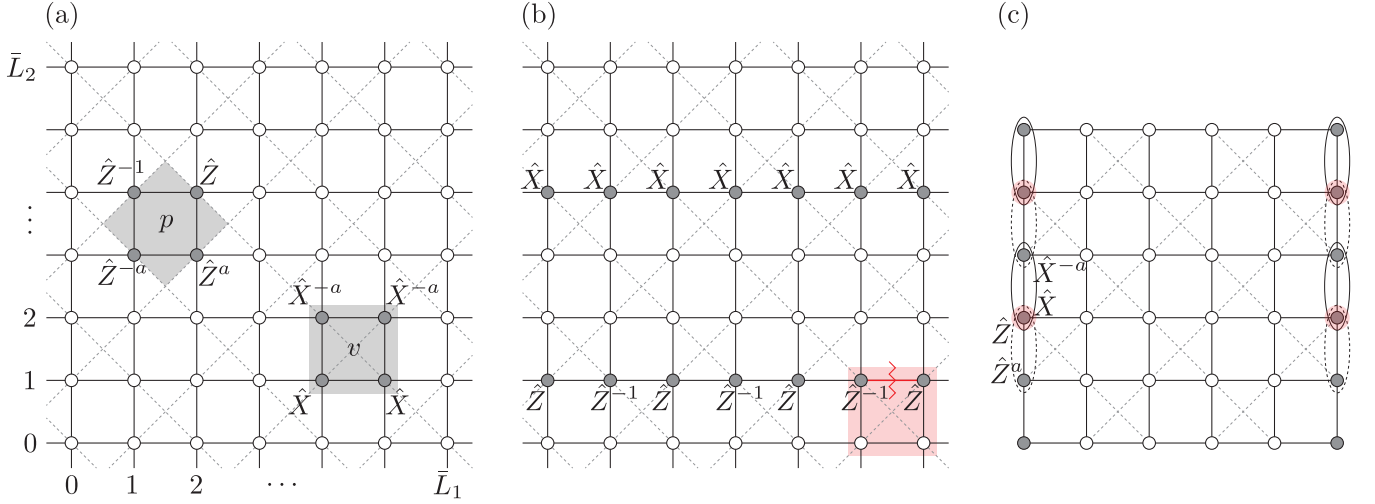 (a)
(b)
(c)
L̄₂
⋮
2
1
0
0 1 2 ⋯ L̄₁
Ẑ⁻¹ Ẑ
p
Ẑ⁻ᵃ Ẑᵃ
X̂⁻ᵃ X̂⁻ᵃ
v
X̂ X̂
X̂ X̂ X̂ X̂ X̂ X̂ X̂
Ẑ Ẑ⁻¹ Ẑ Ẑ⁻¹ Ẑ Ẑ⁻¹ Ẑ
X̂⁻ᵃ
X̂
Ẑ
Ẑᵃ